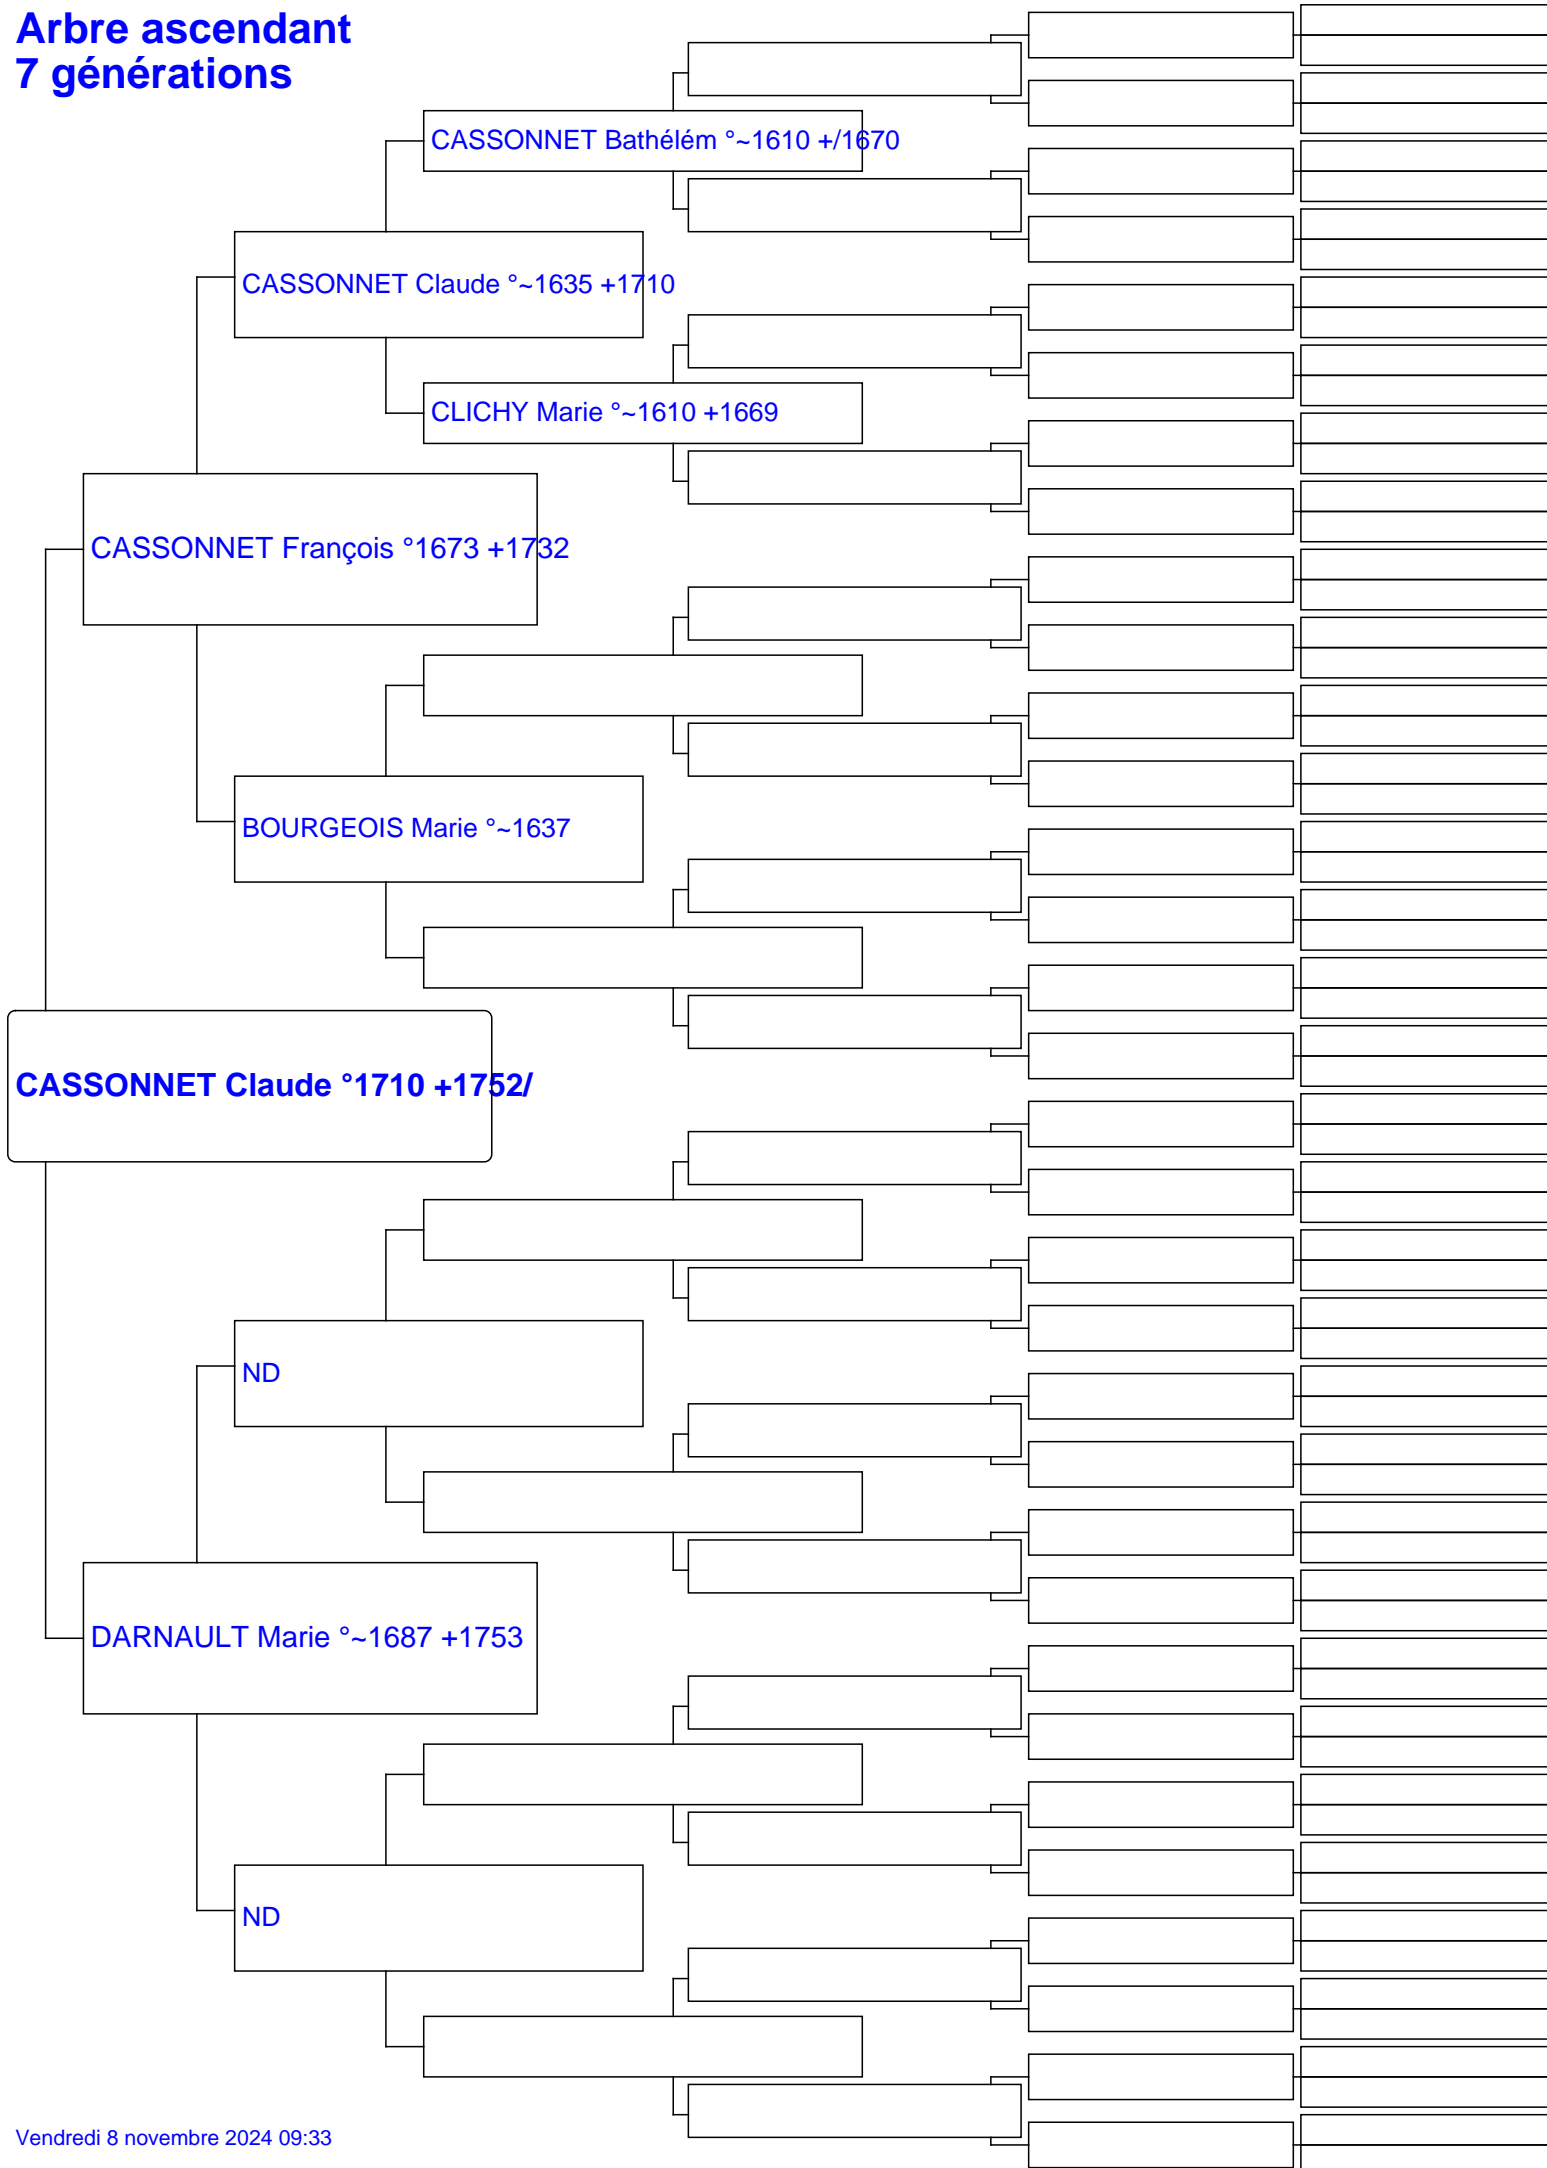 Arbre ascendant
7 générations
CASSONNET Bathélém °~1610 +/1670
CASSONNET Claude °~1635 +1710
CLICHY Marie °~1610 +1669
CASSONNET François °1673 +1732
BOURGEOIS Marie °~1637
CASSONNET Claude °1710 +1752/
ND
DARNAULT Marie °~1687 +1753
ND
Vendredi 8 novembre 2024 09:33